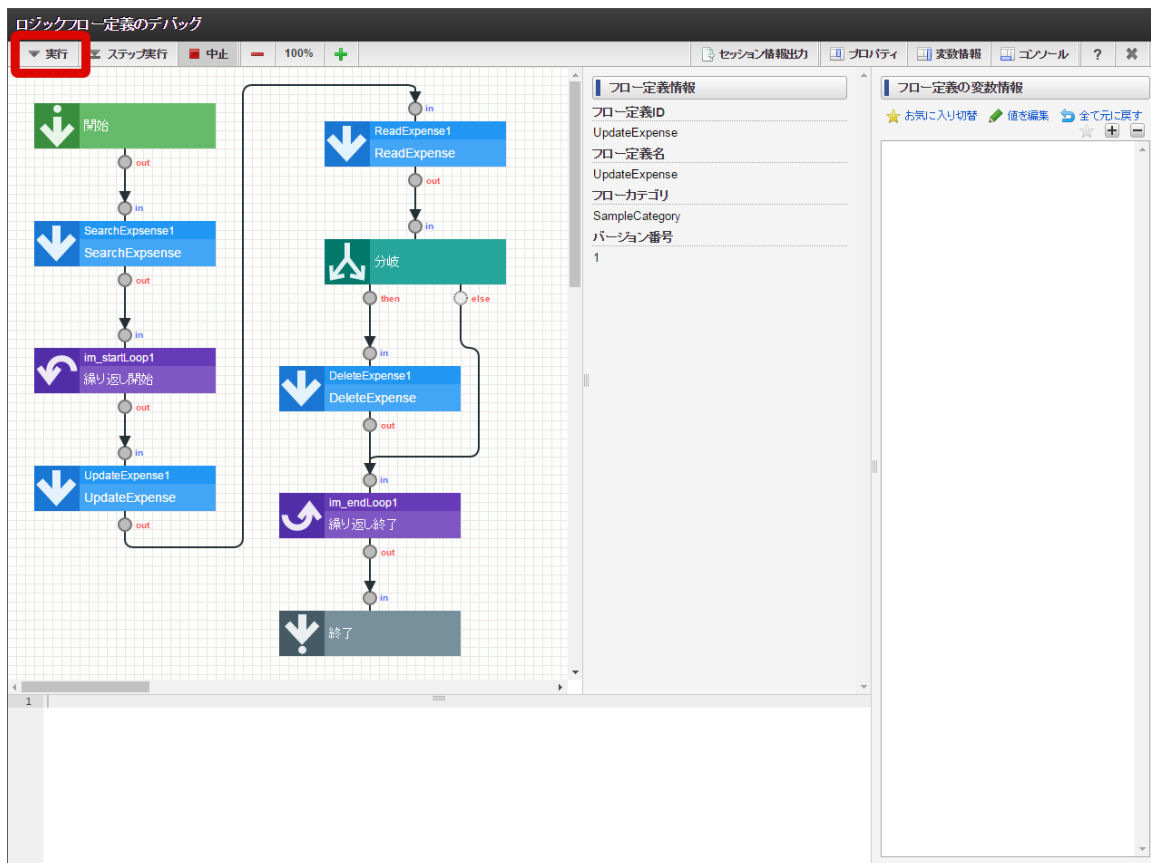 ロジックフロー定義のデバッグ
実行 ステップ実行 中止 100% セッション情報出力 プロパティ 変数情報 コンソール ?
開始
out
in
SearchExpsense1
SearchExpsense
out
in
im_startLoop1
繰り返し開始
out
in
UpdateExpense1
UpdateExpense
out
in
ReadExpense1
ReadExpense
out
in
分岐
then else
in
DeleteExpense1
DeleteExpense
out
in
im_endLoop1
繰り返し終了
out
in
終了
フロー定義情報
フロー定義ID
UpdateExpense
フロー定義名
UpdateExpense
フローカテゴリ
SampleCategory
バージョン番号
1
フロー定義の変数情報
お気に入り切替 値を編集 全て元に戻す
1